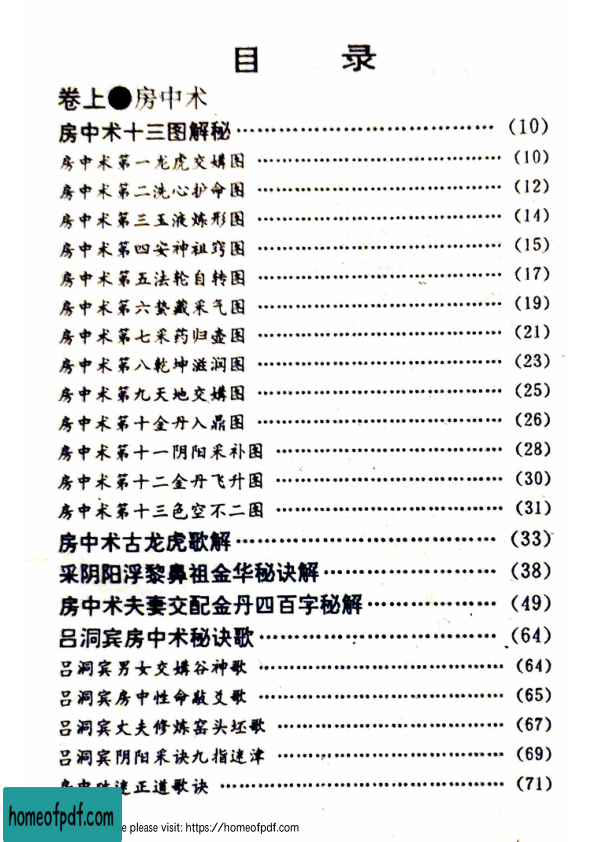 目 录
卷上●房中术
房中术十三图解秘……………………………(10)
房中术第一龙虎交媾图……………………………(10)
房中术第二洗心护命图……………………………(12)
房中术第三玉液炼形图……………………………(14)
房中术第四安神祖窍图……………………………(15)
房中术第五法轮自转图……………………………(17)
房中术第六蛰藏采气图……………………………(19)
房中术第七采药归壶图……………………………(21)
房中术第八乾坤滋润图……………………………(23)
房中术第九天地交媾图……………………………(25)
房中术第十金丹入鼎图……………………………(26)
房中术第十一阴阳采补图…………………………(28)
房中术第十二金丹飞升图…………………………(30)
房中术第十三色空不二图…………………………(31)
房中术古龙虎歌解……………………………(33)
采阴阳浮黎鼻祖金华秘诀解…………………(38)
房中术夫妻交配金丹四百字秘解……………(49)
吕洞宾房中术秘诀歌…………………………(64)
吕洞宾男女交媾谷神歌……………………………(64)
吕洞宾房中性命敲爻歌……………………………(65)
吕洞宾丈夫修炼窑头坯歌…………………………(67)
吕洞宾阴阳采诀九指迷津…………………………(69)
正道歌诀……………………………(71)
homeofpdf.com
e please visit: https://homeofpdf.com